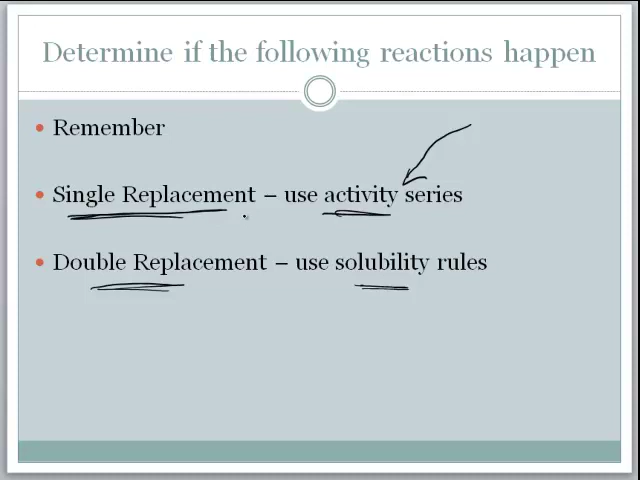 Determine if the following reactions happen
Remember
Single Replacement – use activity series
Double Replacement – use solubility rules